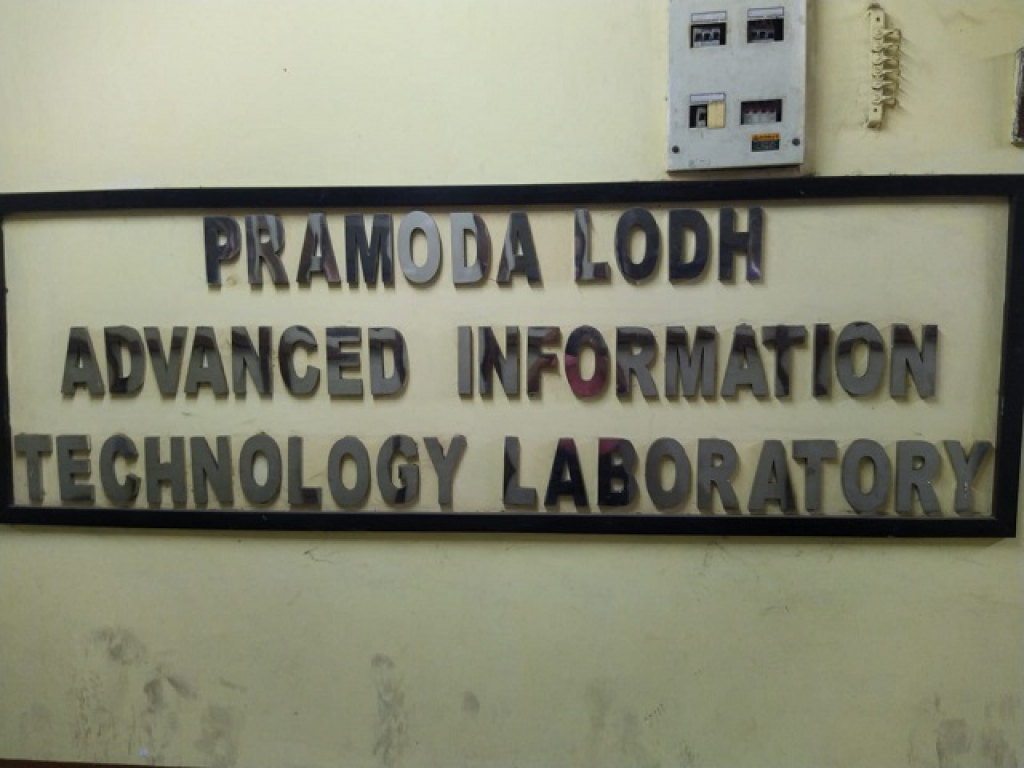 PRAMODA LODH
ADVANCED INFORMATION
TECHNOLOGY LABORATORY